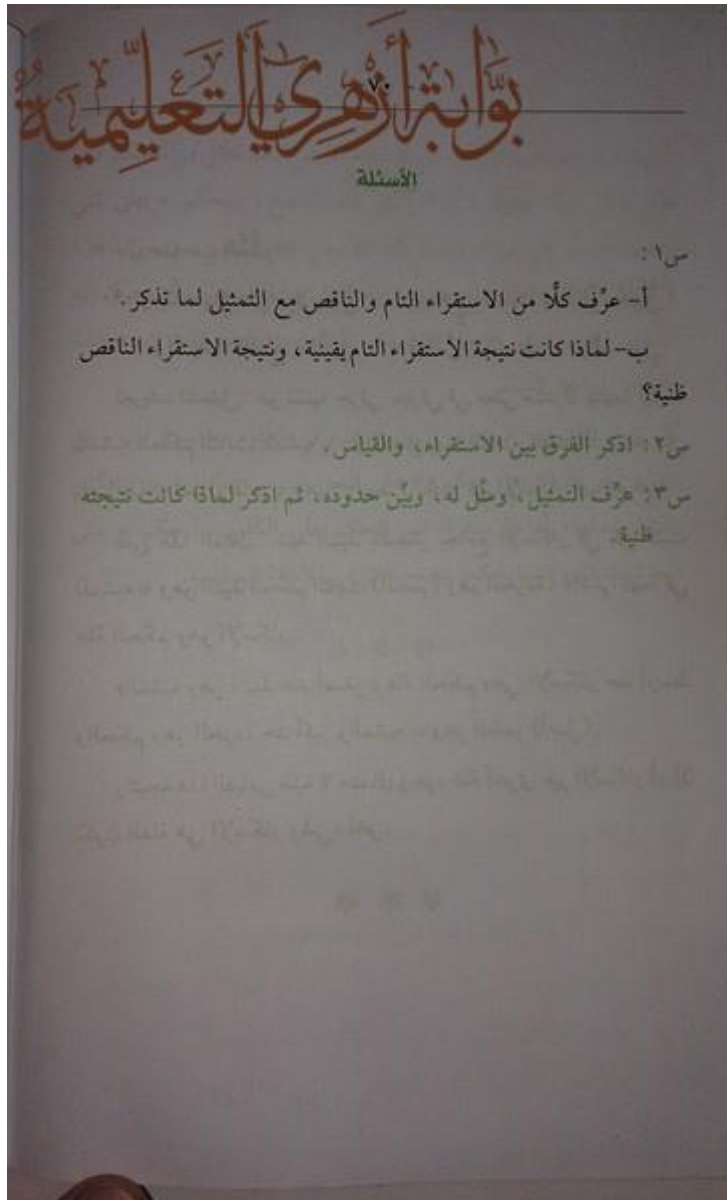 بوابة أزهري التعليمية
٧٠
الأسئلة
س١:
أ- عرِّف كلًّا من الاستقراء التام والناقص مع التمثيل لما تذكر.
ب- لماذا كانت نتيجة الاستقراء التام يقينية، ونتيجة الاستقراء الناقص
ظنية؟
س٢: اذكر الفرق بين الاستقراء، والقياس.
س٣: عرِّف التمثيل، ومثِّل له، وبيِّن حدوده، ثم اذكر لماذا كانت نتيجته
ظنية.